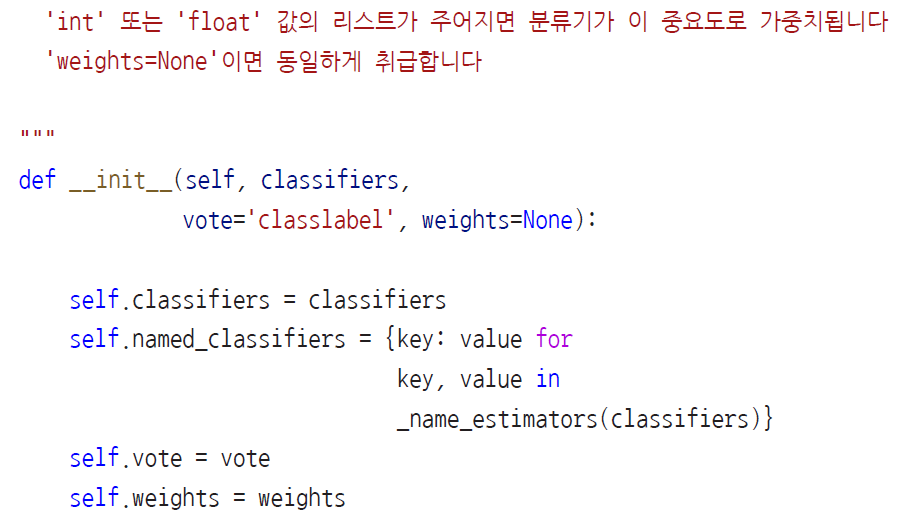 'int' 또는 'float' 값의 리스트가 주어지면 분류기가 이 중요도로 가중치됩니다
'weights=None'이면 동일하게 취급합니다
"""
def __init__(self, classifiers,
vote='classlabel', weights=None):
self.classifiers = classifiers
self.named_classifiers = {key: value for
key, value in
_name_estimators(classifiers)}
self.vote = vote
self.weights = weights